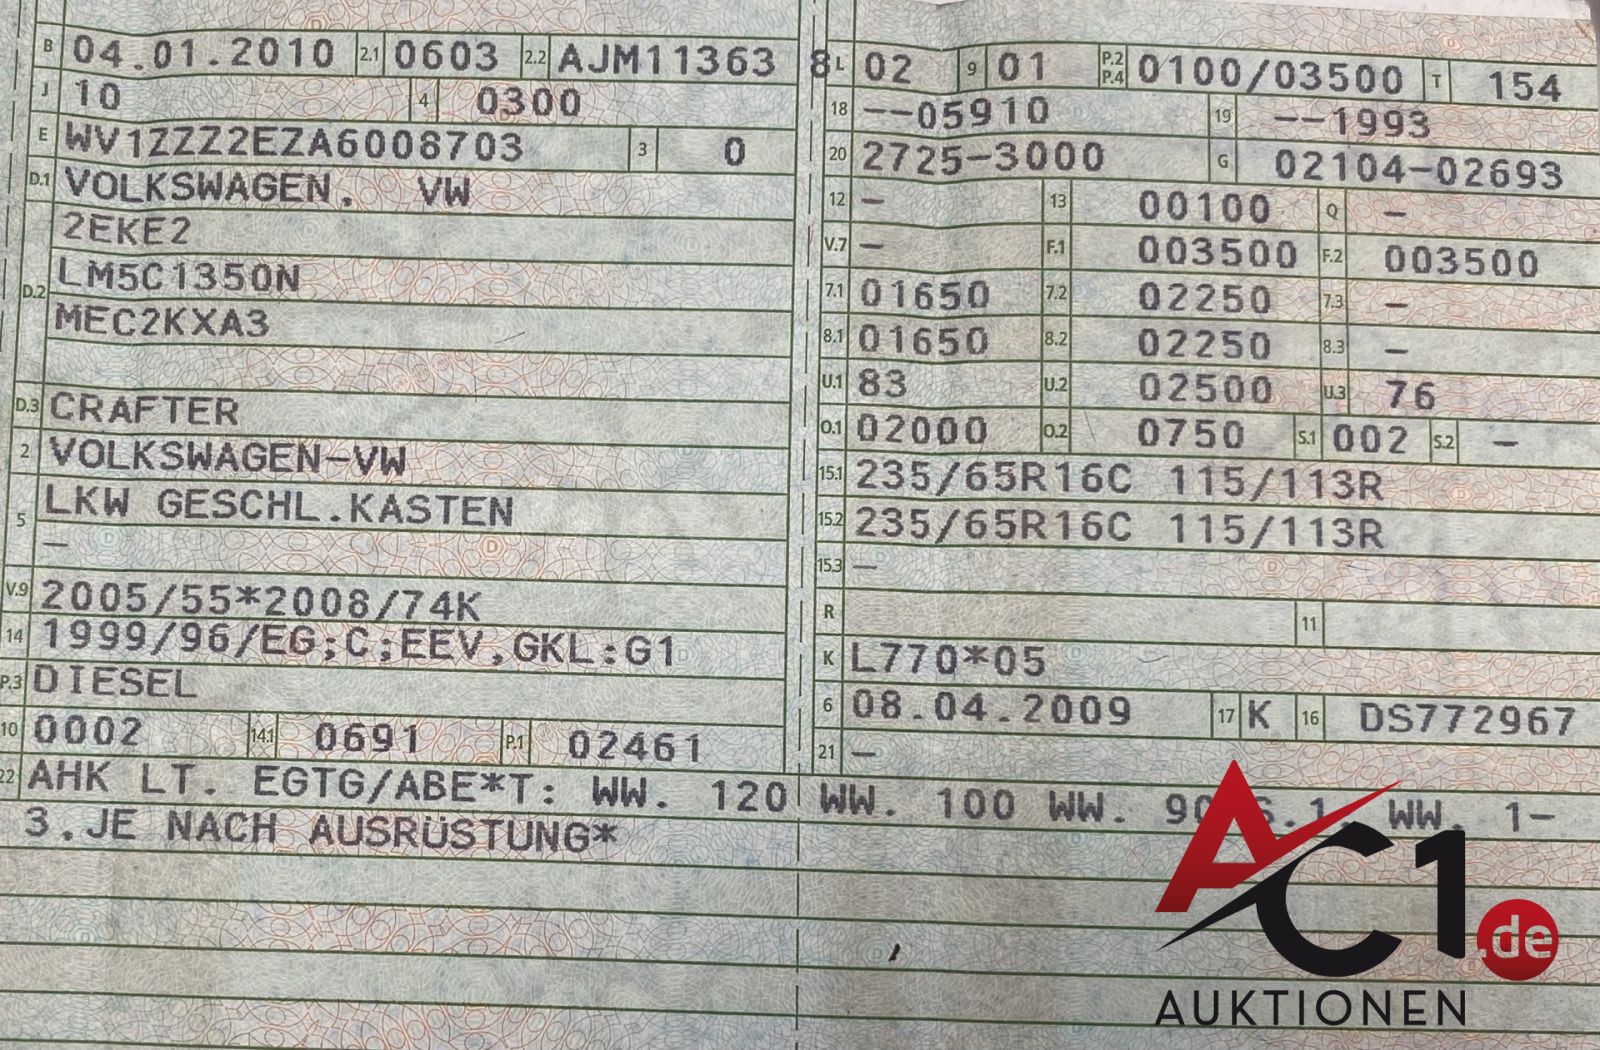 B 04.01.2010 2.1 0603 2.2 AJM11363 8
J 10 4 0300
E WV1ZZZ2EZA6008703 3 0
D.1 VOLKSWAGEN. VW
2EKE2
D.2 LM5C1350N
MEC2KXA3
D.3 CRAFTER
2 VOLKSWAGEN-VW
5 LKW GESCHL.KASTEN
-
V.9 2005/55*2008/74K
14 1999/96/EG;C;EEV,GKL:G1
P.3 DIESEL
10 0002 14.1 0691 P.1 02461
L 02 9 01 P.2 P.4 0100/03500 T 154
18 --05910 19 --1993
20 2725-3000 G 02104-02693
12 - 13 00100 Q -
V.7 - F.1 003500 F.2 003500
7.1 01650 7.2 02250 7.3 -
8.1 01650 8.2 02250 8.3 -
U.1 83 U.2 02500 U.3 76
O.1 02000 O.2 0750 S.1 002 S.2 -
15.1 235/65R16C 115/113R
15.2 235/65R16C 115/113R
15.3 -
R 11
K L770*05
6 08.04.2009 17 K 16 DS772967
21 -
22 AHK LT. EGTG/ABE*T: WW. 120 WW. 100 WW. 90 WW. 1-
3.JE NACH AUSRÜSTUNG*
AC1.de
AUKTIONEN